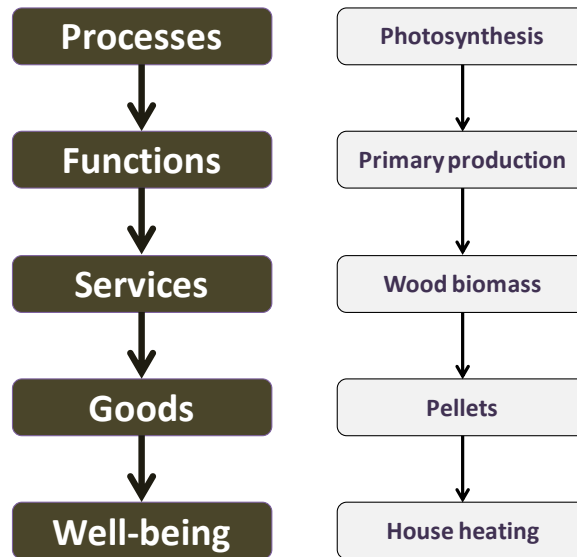 Processes
Photosynthesis
Functions
Primary production
Services
Wood biomass
Goods
Pellets
Well-being
House heating